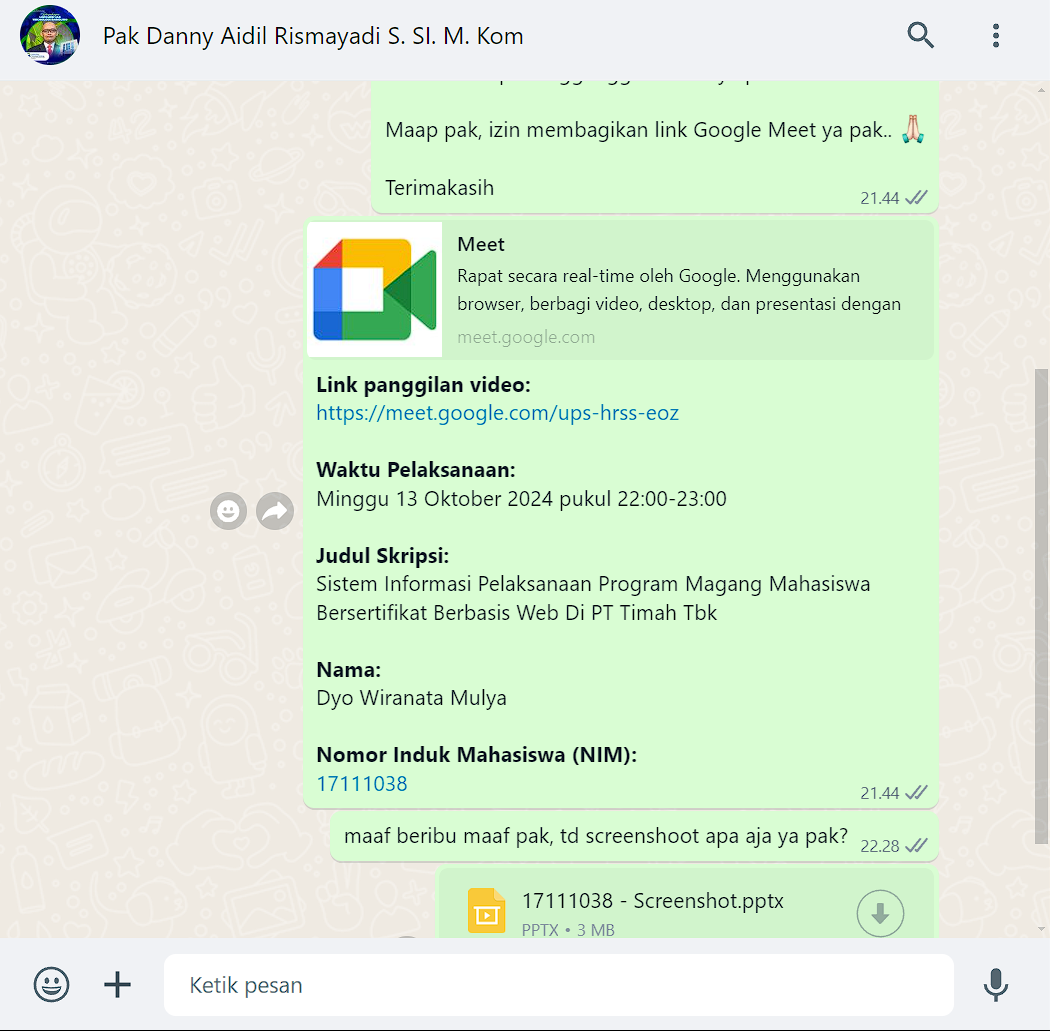 Pak Danny Aidil Rismayadi S. SI. M. Kom
Maap pak, izin membagikan link Google Meet ya pak.. 🙏🏻
Terimakasih
21.44
Meet
Rapat secara real-time oleh Google. Menggunakan
browser, berbagi video, desktop, dan presentasi dengan
meet.google.com
Link panggilan video:
https://meet.google.com/ups-hrss-eoz
Waktu Pelaksanaan:
Minggu 13 Oktober 2024 pukul 22:00-23:00
Judul Skripsi:
Sistem Informasi Pelaksanaan Program Magang Mahasiswa
Bersertifikat Berbasis Web Di PT Timah Tbk
Nama:
Dyo Wiranata Mulya
Nomor Induk Mahasiswa (NIM):
17111038
21.44
maaf beribu maaf pak, td screenshoot apa aja ya pak?
22.28
17111038 - Screenshot.pptx
PPTX • 3 MB
Ketik pesan